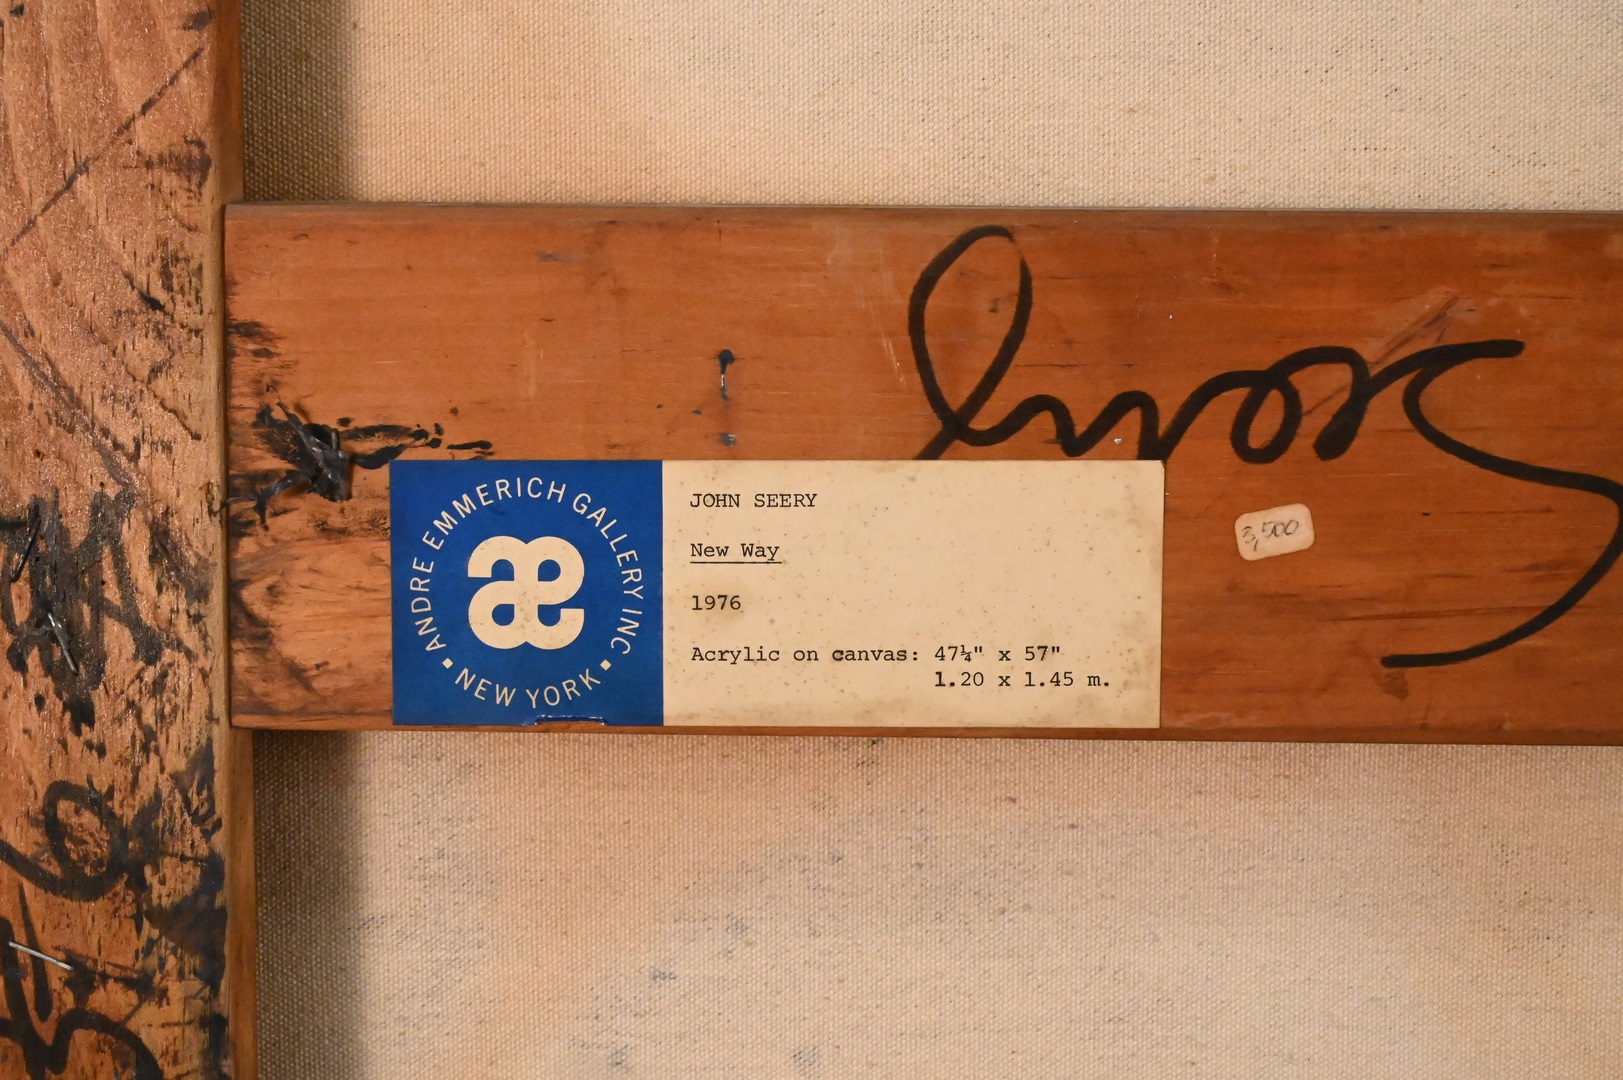 ANDRE EMMERICH GALLERY INC
æ
▪ NEW YORK ▪
JOHN SEERY
New Way
1976
Acrylic on canvas: 47¼" x 57"
1.20 x 1.45 m.
3,500